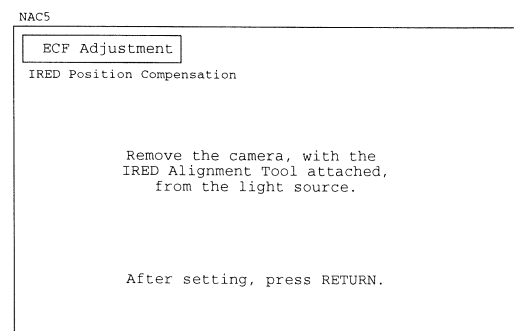 NAC5
ECF Adjustment
IRED Position Compensation
Remove the camera, with the
IRED Alignment Tool attached,
from the light source.
After setting, press RETURN.